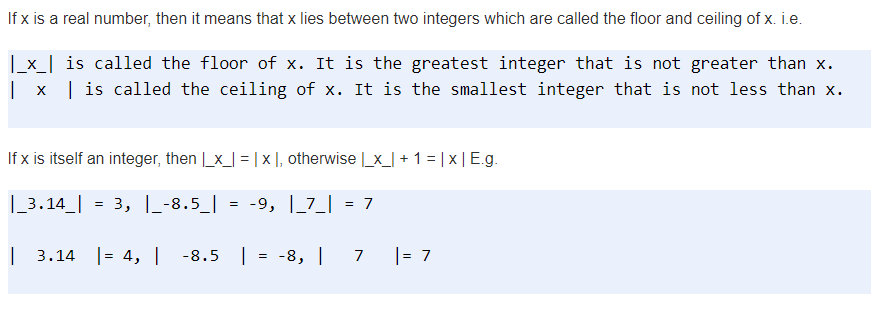 If x is a real number, then it means that x lies between two integers which are called the floor and ceiling of x. i.e.
|_x_| is called the floor of x. It is the greatest integer that is not greater than x.
| x | is called the ceiling of x. It is the smallest integer that is not less than x.
If x is itself an integer, then |_x_| = | x |, otherwise |_x_| + 1 = | x | E.g.
|_3.14_| = 3, |_-8.5_| = -9, |_7_| = 7
| 3.14 |= 4, | -8.5 | = -8, | 7 |= 7